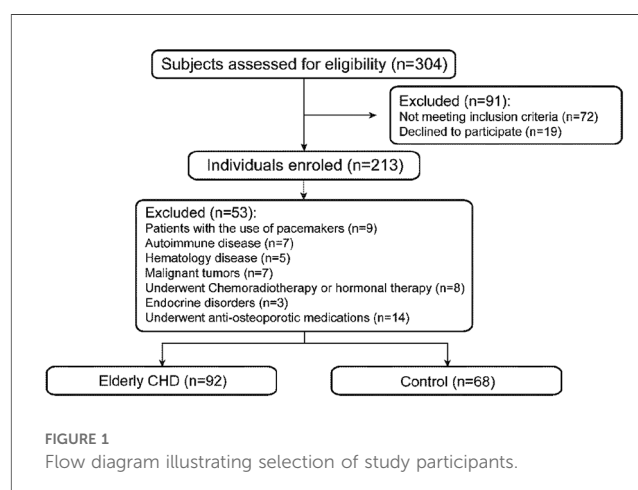 Subjects assessed for eligibility (n=304)
Excluded (n=91):
Not meeting inclusion criteria (n=72)
Declined to participate (n=19)
Individuals enroled (n=213)
Excluded (n=53):
Patients with the use of pacemakers (n=9)
Autoimmune disease (n=7)
Hematology disease (n=5)
Malignant tumors (n=7)
Underwent Chemoradiotherapy or hormonal therapy (n=8)
Endocrine disorders (n=3)
Underwent anti-osteoporotic medications (n=14)
Elderly CHD (n=92)
Control (n=68)
FIGURE 1
Flow diagram illustrating selection of study participants.